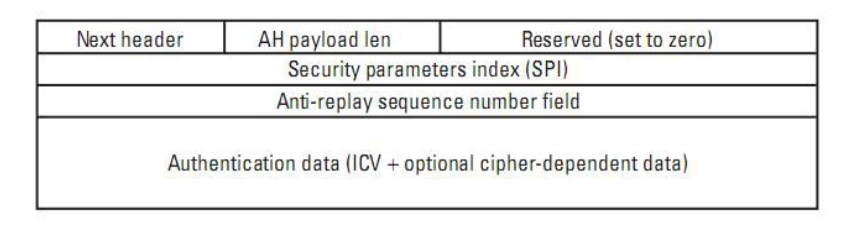 Next header AH payload len Reserved (set to zero)
Security parameters index (SPI)
Anti-replay sequence number field
Authentication data (ICV + optional cipher-dependent data)